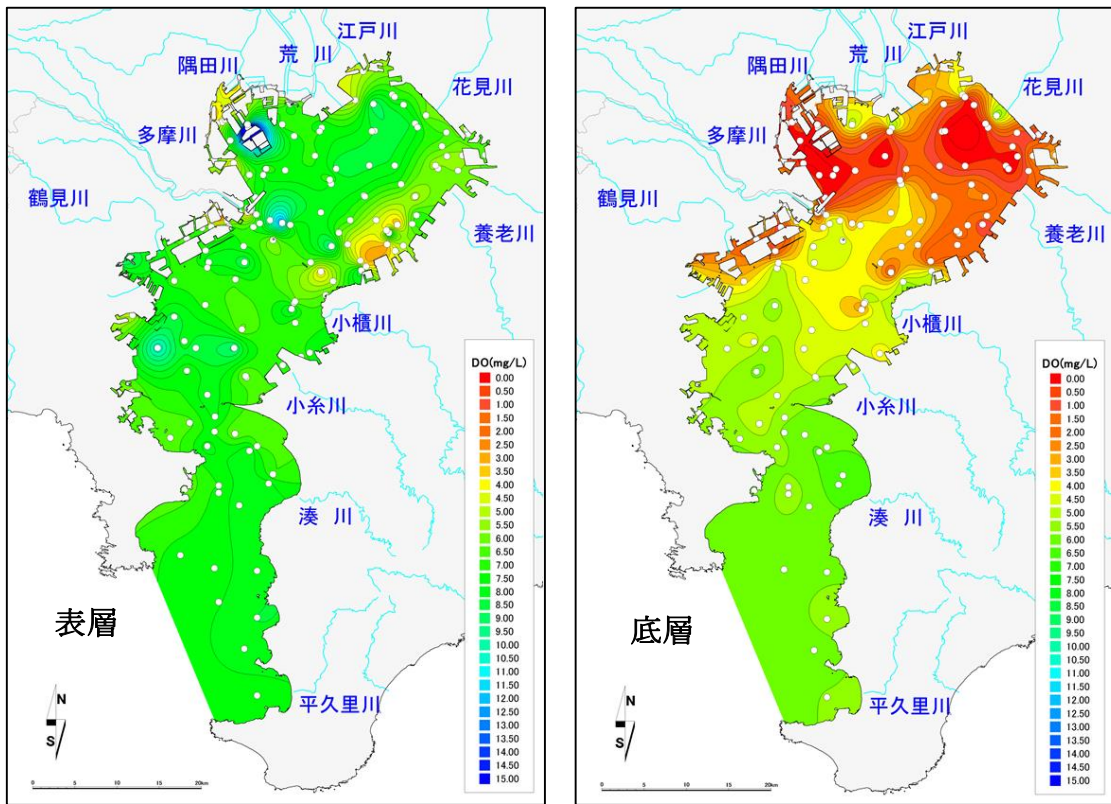 江戸川
荒 川
隅田川
花見川
多摩川
鶴見川
養老川
小櫃川
小糸川
湊 川
平久里川
表層
N
S
0 10 20km
DO(mg/L)
0.00
0.50
1.00
1.50
2.00
2.50
3.00
3.50
4.00
4.50
5.00
5.50
6.00
6.50
7.00
7.50
8.00
8.50
9.00
9.50
10.00
10.50
11.00
11.50
12.00
12.50
13.00
13.50
14.00
14.50
15.00
江戸川
荒 川
隅田川
花見川
多摩川
鶴見川
養老川
小櫃川
小糸川
湊 川
平久里川
底層
N
S
0 10 20km
DO(mg/L)
0.00
0.50
1.00
1.50
2.00
2.50
3.00
3.50
4.00
4.50
5.00
5.50
6.00
6.50
7.00
7.50
8.00
8.50
9.00
9.50
10.00
10.50
11.00
11.50
12.00
12.50
13.00
13.50
14.00
14.50
15.00